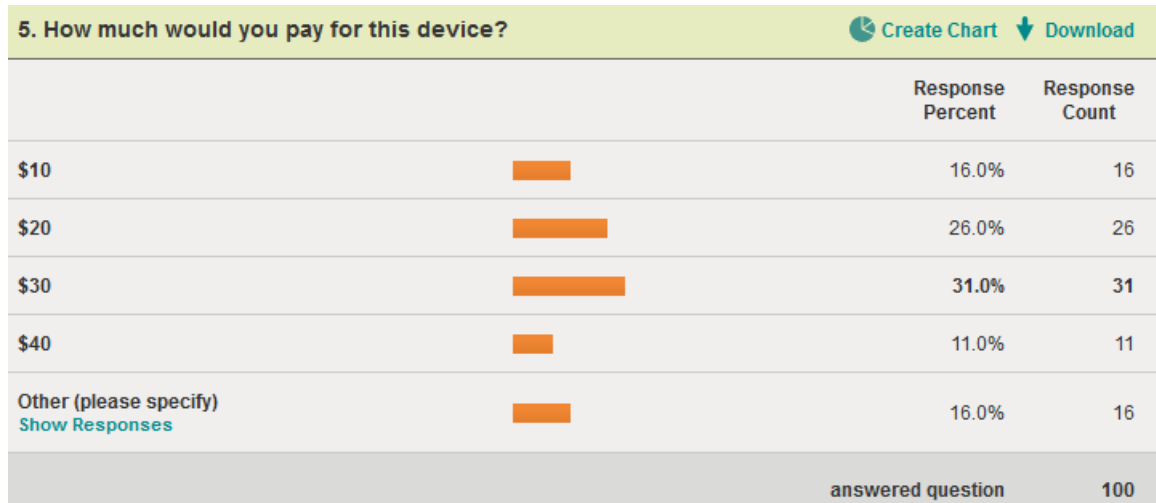 5. How much would you pay for this device? Create Chart Download
Response Percent Response Count
$10 16.0% 16
$20 26.0% 26
$30 31.0% 31
$40 11.0% 11
Other (please specify) 16.0% 16
Show Responses
answered question 100